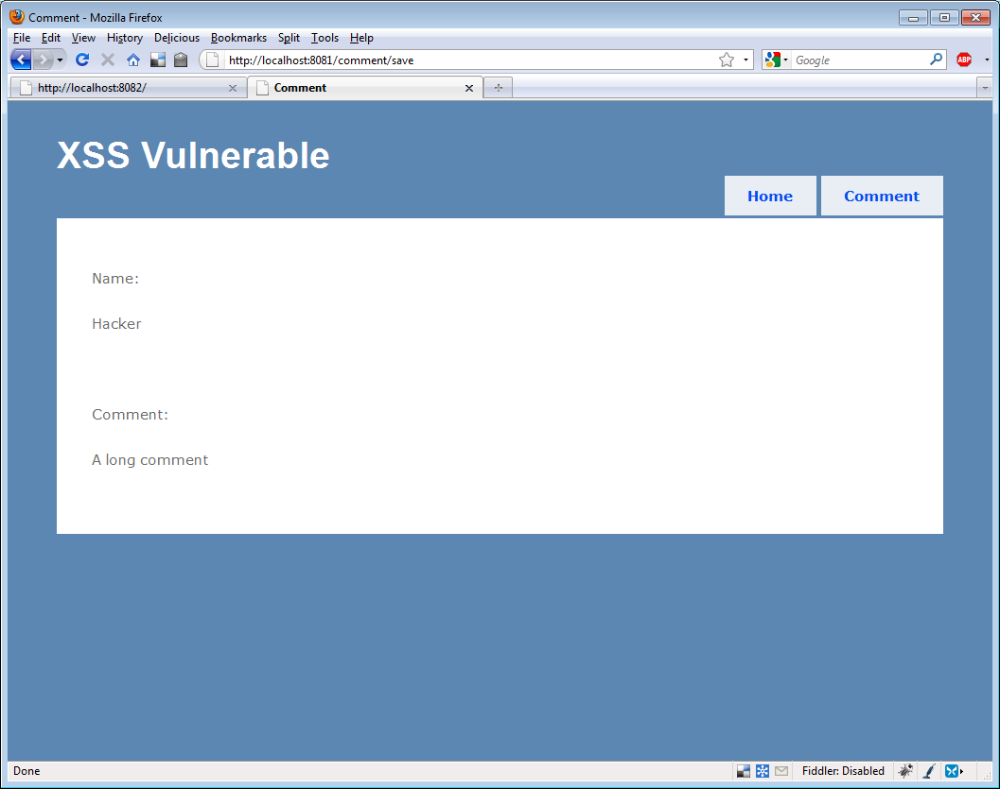 Comment - Mozilla Firefox
File Edit View History Delicious Bookmarks Split Tools Help
http://localhost:8081/comment/save Google ABP
http://localhost:8082/ Comment
XSS Vulnerable
Home Comment
Name:
Hacker
Comment:
A long comment
Done Fiddler: Disabled